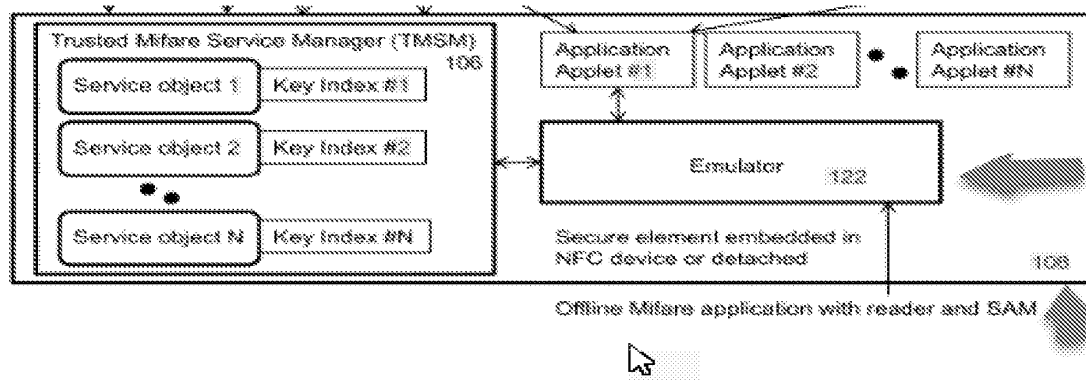 Trusted Mifare Service Manager (TMSM)
106
Service object 1
Key Index #1
Service object 2
Key Index #2
Service object N
Key Index #N
Application
Applet #1
Application
Applet #2
Application
Applet #N
Emulator
122
Secure element embedded in
NFC device or detached
108
Offline Mifare application with reader and SAM